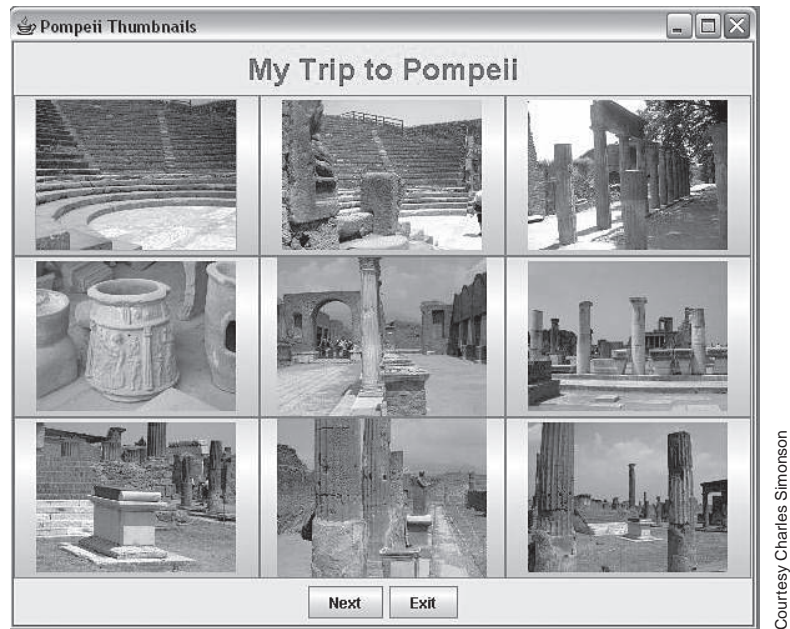 Pompeii Thumbnails
My Trip to Pompeii
Next
Exit
Courtesy Charles Simonson